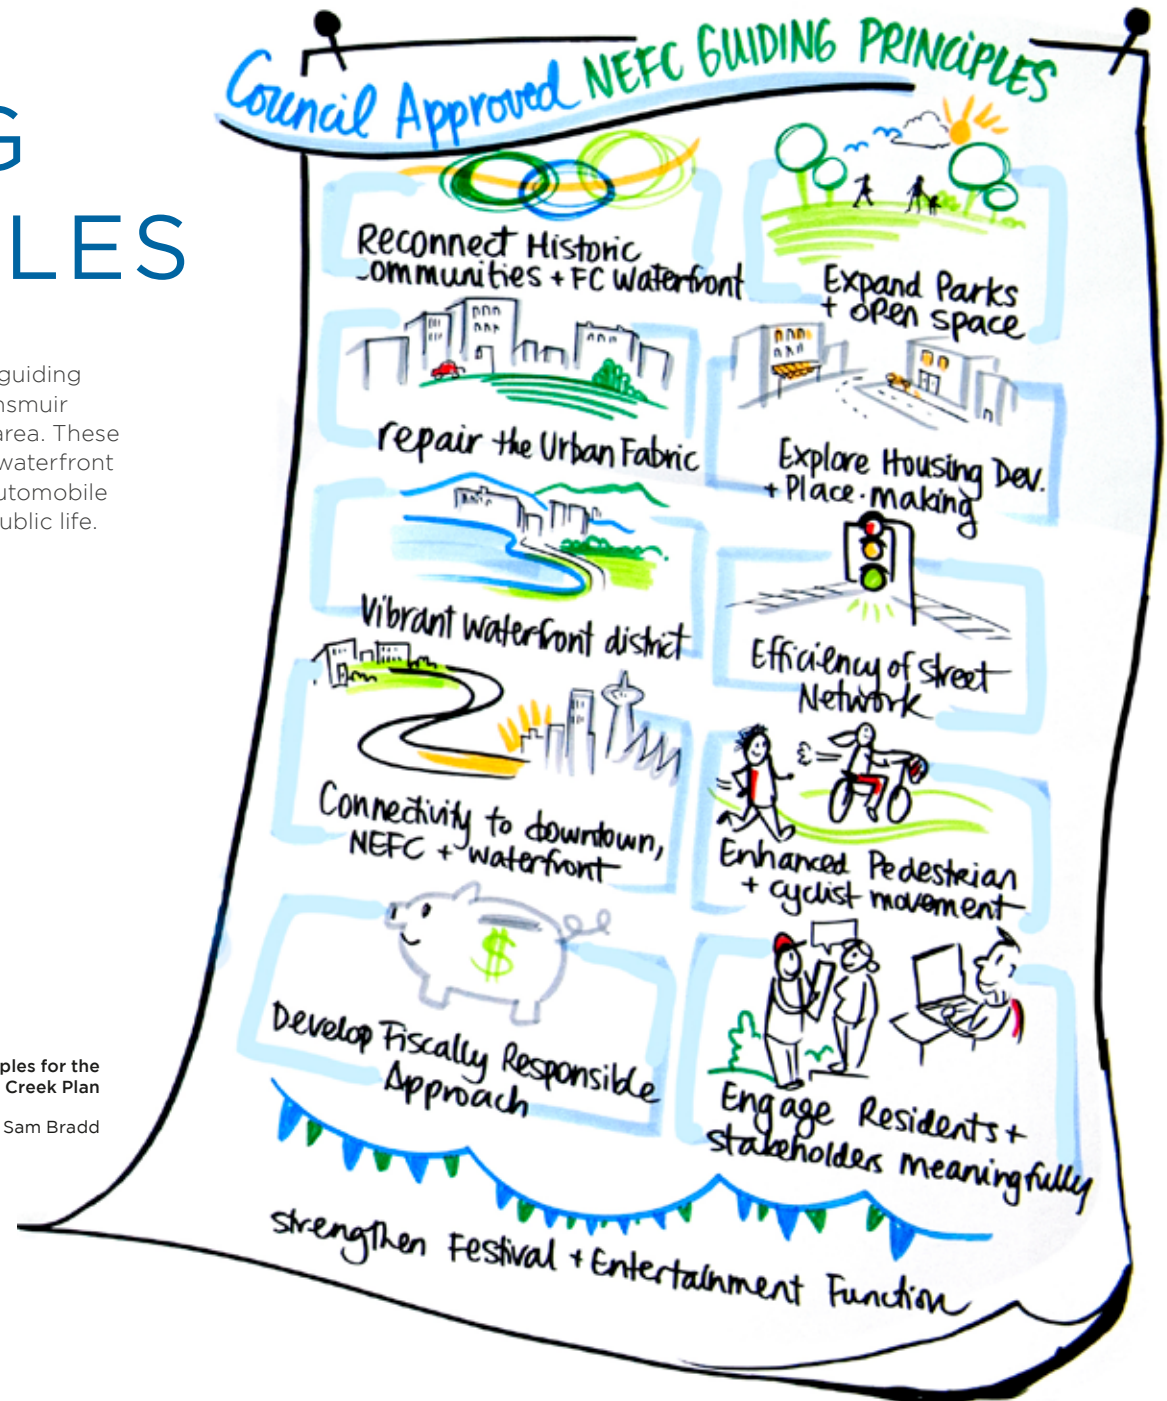 G
LES
guiding
nsmuir
area. These
waterfront
utomobile
ublic life.
ples for the
Creek Plan
Sam Bradd
Council Approved NEFC GUIDING PRINCIPLES
Reconnect Historic
communities + FC waterfront
Expand Parks
+ open space
repair the Urban Fabric
Explore Housing Dev.
+ Place-making
Vibrant waterfront district
Efficiency of Street
Network
Connectivity to downtown,
NEFC + waterfront
Enhanced Pedestrian
+ cyclist movement
$
Develop Fiscally Responsible
Approach
Engage Residents +
stakeholders meaningfully
strengthen Festival + Entertainment Function